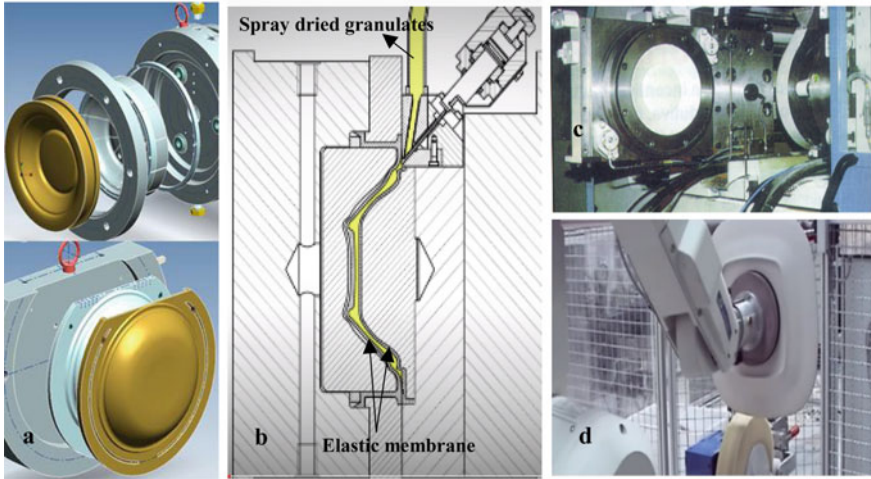 Spray dried granulates
c
a
b
Elastic membrane
d